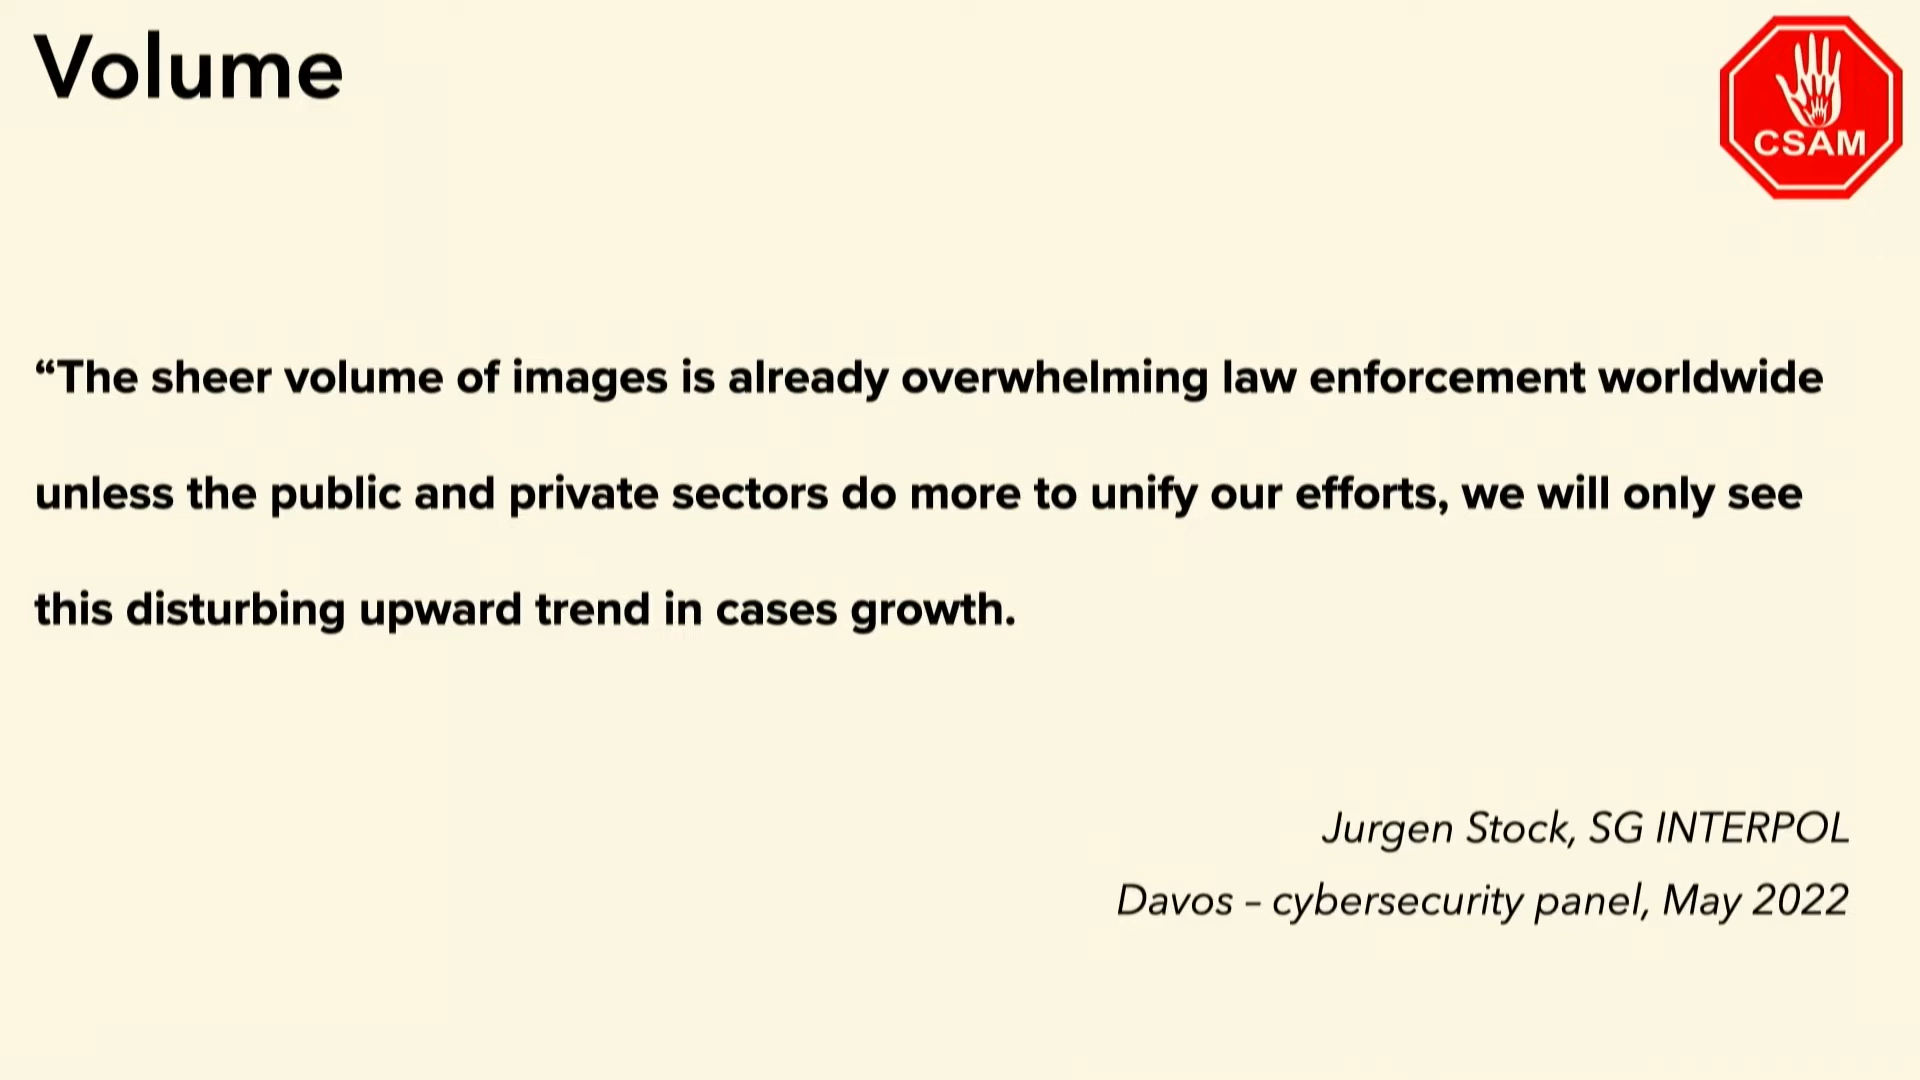 Volume
CSAM
“The sheer volume of images is already overwhelming law enforcement worldwide
unless the public and private sectors do more to unify our efforts, we will only see
this disturbing upward trend in cases growth.
Jurgen Stock, SG INTERPOL
Davos – cybersecurity panel, May 2022